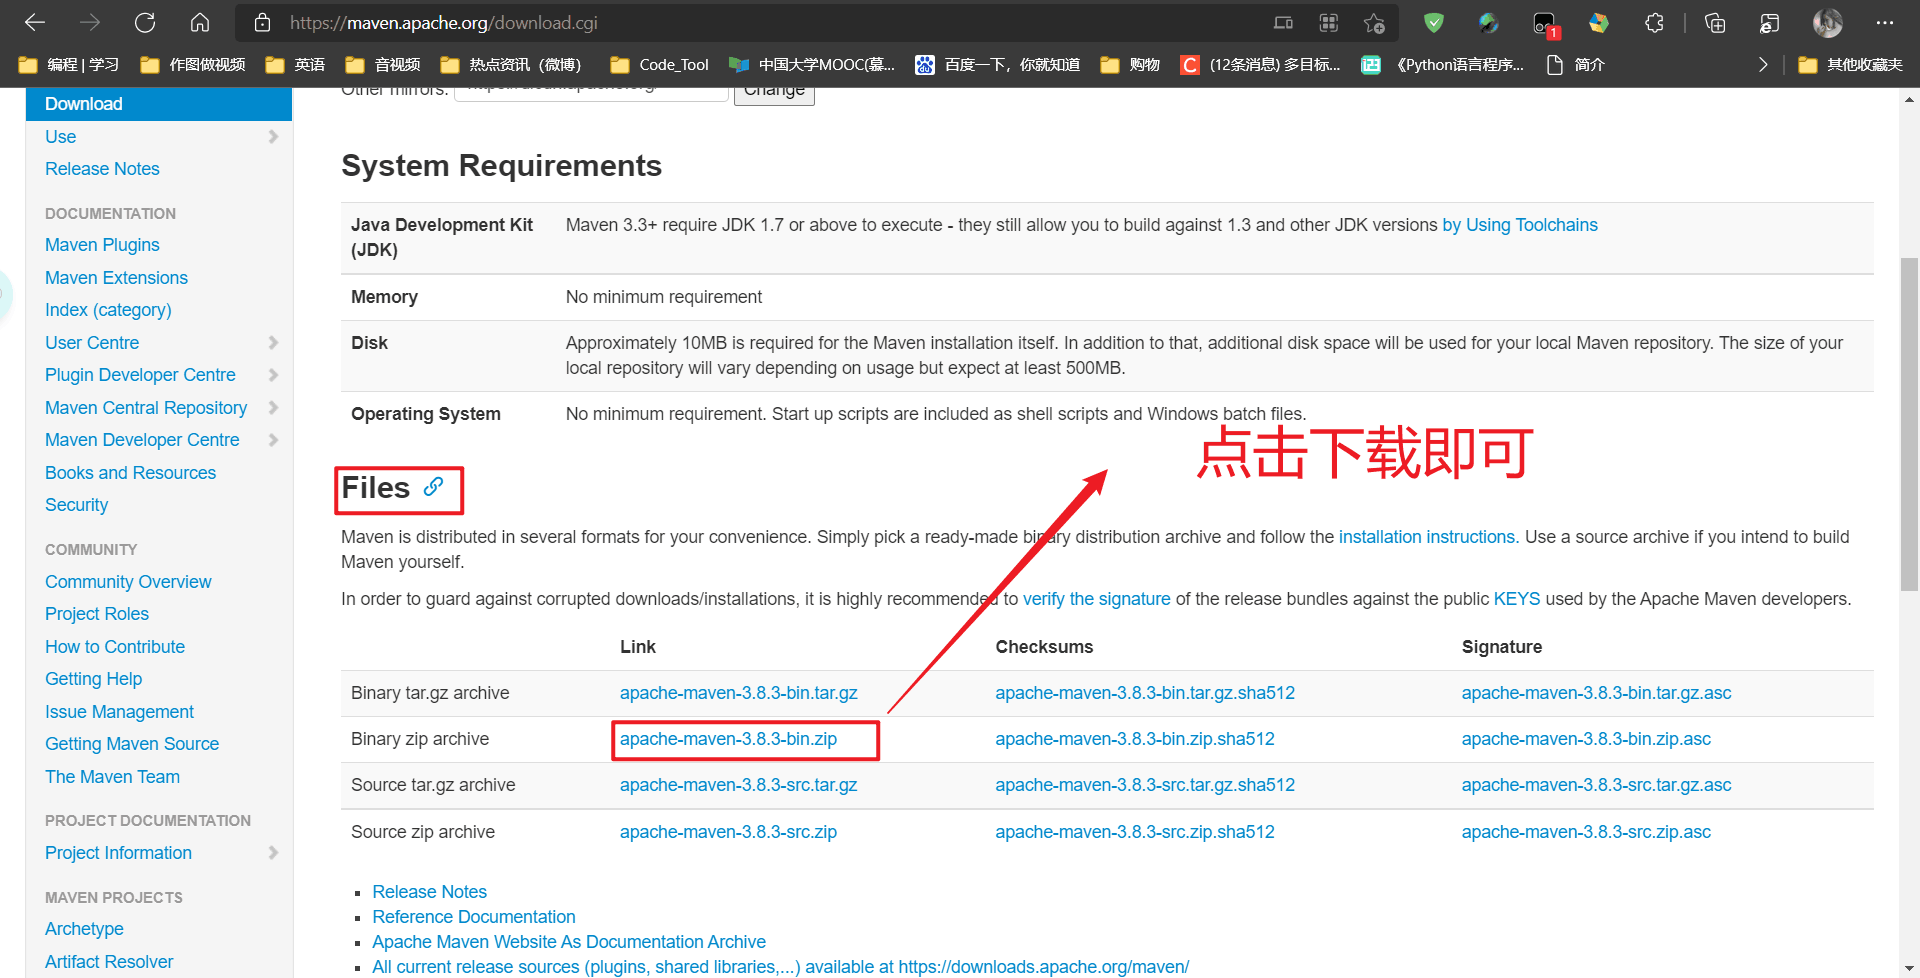 https://maven.apache.org/download.cgi
1
编程 | 学习
作图做视频
英语
音视频
热点资讯（微博）
Code_Tool
中国大学MOOC(慕...
百度一下，你就知道
购物
C
(12条消息) 多目标...
123
《Python语言程序...
简介
其他收藏夹
Download
Use
Release Notes
DOCUMENTATION
Maven Plugins
Maven Extensions
Index (category)
User Centre
Plugin Developer Centre
Maven Central Repository
Maven Developer Centre
Books and Resources
Security
COMMUNITY
Community Overview
Project Roles
How to Contribute
Getting Help
Issue Management
Getting Maven Source
The Maven Team
PROJECT DOCUMENTATION
Project Information
MAVEN PROJECTS
Archetype
Artifact Resolver
Other mirrors:
Change
System Requirements
Java Development Kit (JDK)
Maven 3.3+ require JDK 1.7 or above to execute - they still allow you to build against 1.3 and other JDK versions by Using Toolchains
Memory
No minimum requirement
Disk
Approximately 10MB is required for the Maven installation itself. In addition to that, additional disk space will be used for your local Maven repository. The size of your
local repository will vary depending on usage but expect at least 500MB.
Operating System
No minimum requirement. Start up scripts are included as shell scripts and Windows batch files.
点击下载即可
Files
Maven is distributed in several formats for your convenience. Simply pick a ready-made binary distribution archive and follow the installation instructions. Use a source archive if you intend to build
Maven yourself.
In order to guard against corrupted downloads/installations, it is highly recommended to verify the signature of the release bundles against the public KEYS used by the Apache Maven developers.
Link Checksums Signature
Binary tar.gz archive apache-maven-3.8.3-bin.tar.gz apache-maven-3.8.3-bin.tar.gz.sha512 apache-maven-3.8.3-bin.tar.gz.asc
Binary zip archive apache-maven-3.8.3-bin.zip apache-maven-3.8.3-bin.zip.sha512 apache-maven-3.8.3-bin.zip.asc
Source tar.gz archive apache-maven-3.8.3-src.tar.gz apache-maven-3.8.3-src.tar.gz.sha512 apache-maven-3.8.3-src.tar.gz.asc
Source zip archive apache-maven-3.8.3-src.zip apache-maven-3.8.3-src.zip.sha512 apache-maven-3.8.3-src.zip.asc
Release Notes
Reference Documentation
Apache Maven Website As Documentation Archive
All current release sources (plugins, shared libraries,...) available at https://downloads.apache.org/maven/